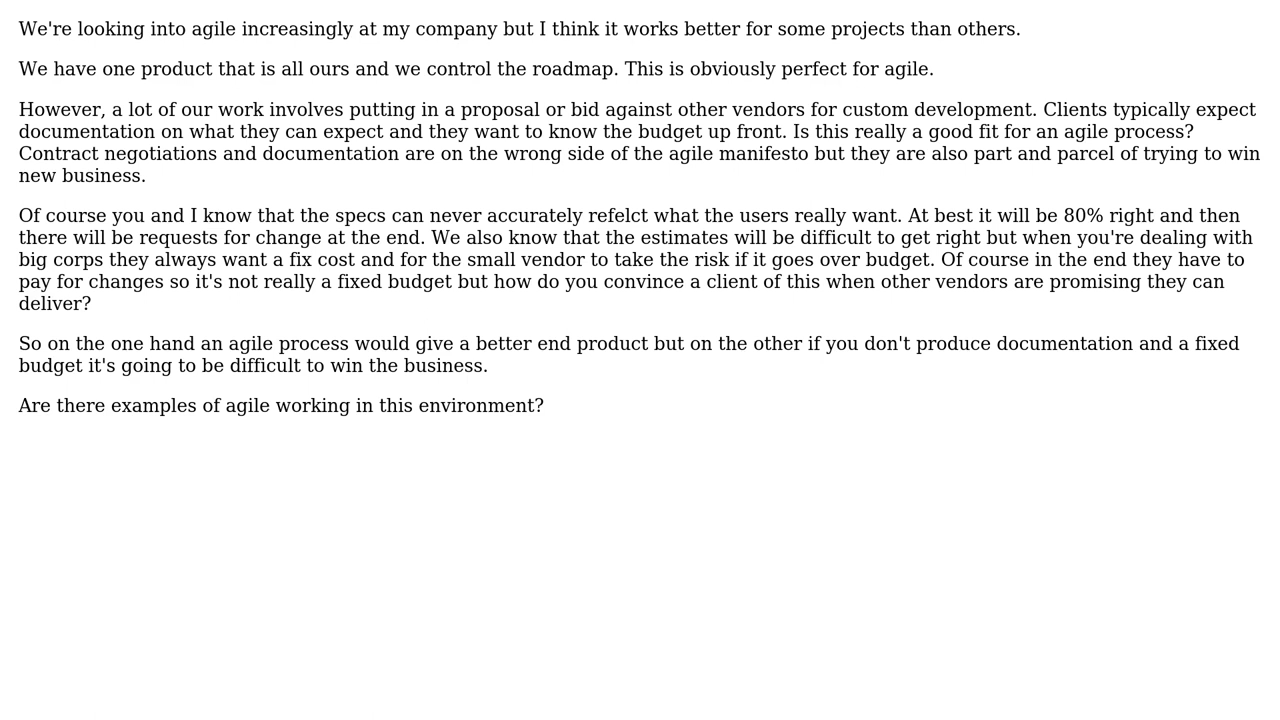 We're looking into agile increasingly at my company but I think it works better for some projects than others.
We have one product that is all ours and we control the roadmap. This is obviously perfect for agile.
However, a lot of our work involves putting in a proposal or bid against other vendors for custom development. Clients typically expect
documentation on what they can expect and they want to know the budget up front. Is this really a good fit for an agile process?
Contract negotiations and documentation are on the wrong side of the agile manifesto but they are also part and parcel of trying to win
new business.
Of course you and I know that the specs can never accurately refelct what the users really want. At best it will be 80% right and then
there will be requests for change at the end. We also know that the estimates will be difficult to get right but when you're dealing with
big corps they always want a fix cost and for the small vendor to take the risk if it goes over budget. Of course in the end they have to
pay for changes so it's not really a fixed budget but how do you convince a client of this when other vendors are promising they can
deliver?
So on the one hand an agile process would give a better end product but on the other if you don't produce documentation and a fixed
budget it's going to be difficult to win the business.
Are there examples of agile working in this environment?